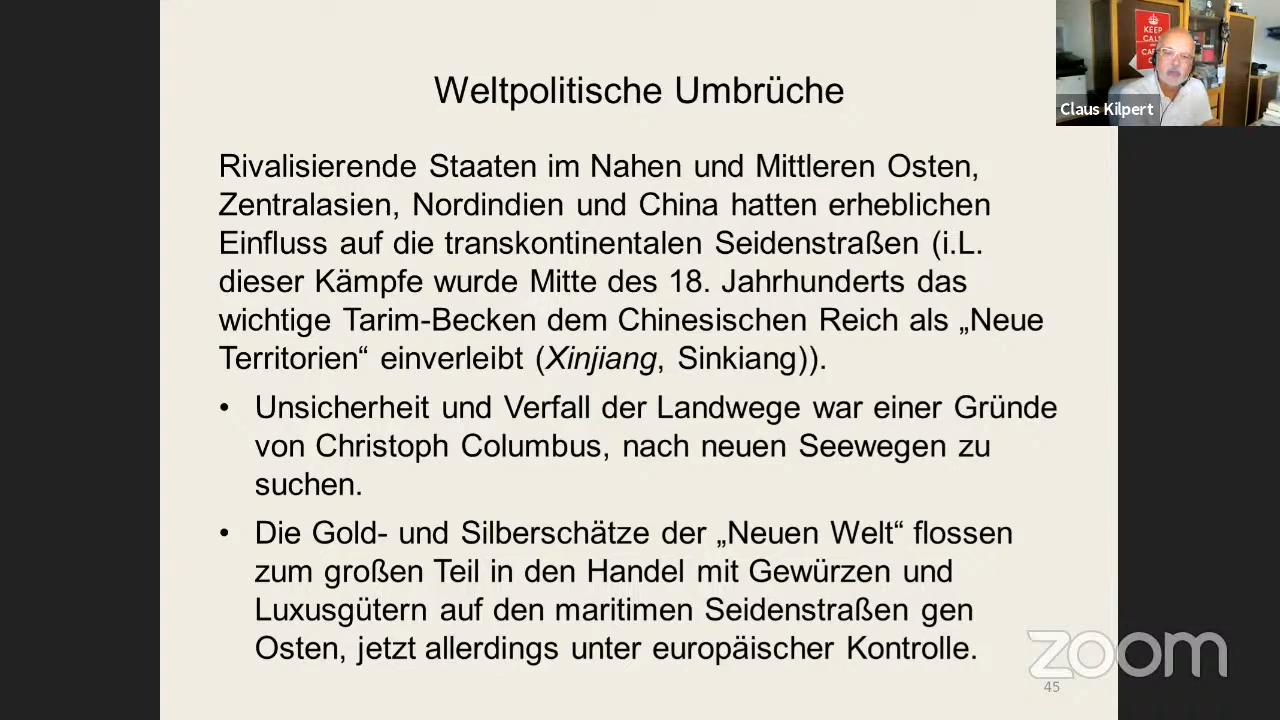 Weltpolitische Umbrüche
Rivalisierende Staaten im Nahen und Mittleren Osten,
Zentralasien, Nordindien und China hatten erheblichen
Einfluss auf die transkontinentalen Seidenstraßen (i.L.
dieser Kämpfe wurde Mitte des 18. Jahrhunderts das
wichtige Tarim-Becken dem Chinesischen Reich als „Neue
Territorien“ einverleibt (Xinjiang, Sinkiang)).
• Unsicherheit und Verfall der Landwege war einer Gründe
von Christoph Columbus, nach neuen Seewegen zu
suchen.
• Die Gold- und Silberschätze der „Neuen Welt“ flossen
zum großen Teil in den Handel mit Gewürzen und
Luxusgütern auf den maritimen Seidenstraßen gen
Osten, jetzt allerdings unter europäischer Kontrolle.
45
zoom
KEEP
CALM
Claus Kilpert